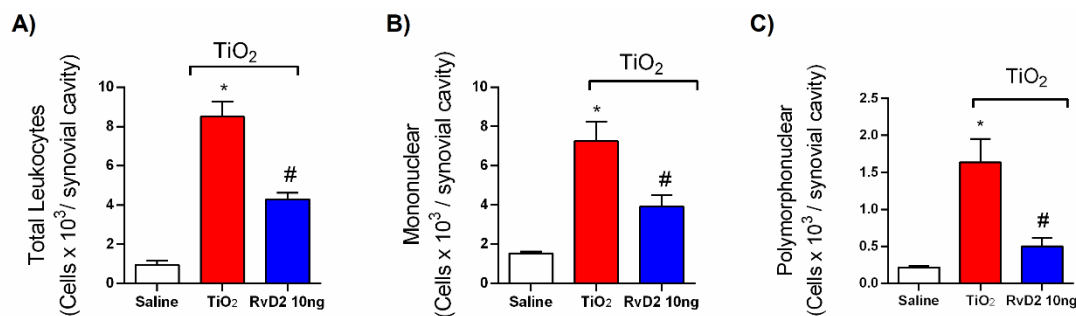 A)
TiO₂
Total Leukocytes
(Cells x 10³/ synovial cavity)
10
8
6
4
2
0
*
#
Saline
TiO₂
RvD2 10ng
B)
TiO₂
Mononuclear
(Cells x 10³ / synovial cavity)
10
8
6
4
2
0
*
#
Saline
TiO₂
RvD2 10ng
C)
TiO₂
Polymorphonuclear
(Cells x 10³ / synovial cavity)
2.5
2.0
1.5
1.0
0.5
0.0
*
#
Saline
TiO₂
RvD2 10ng